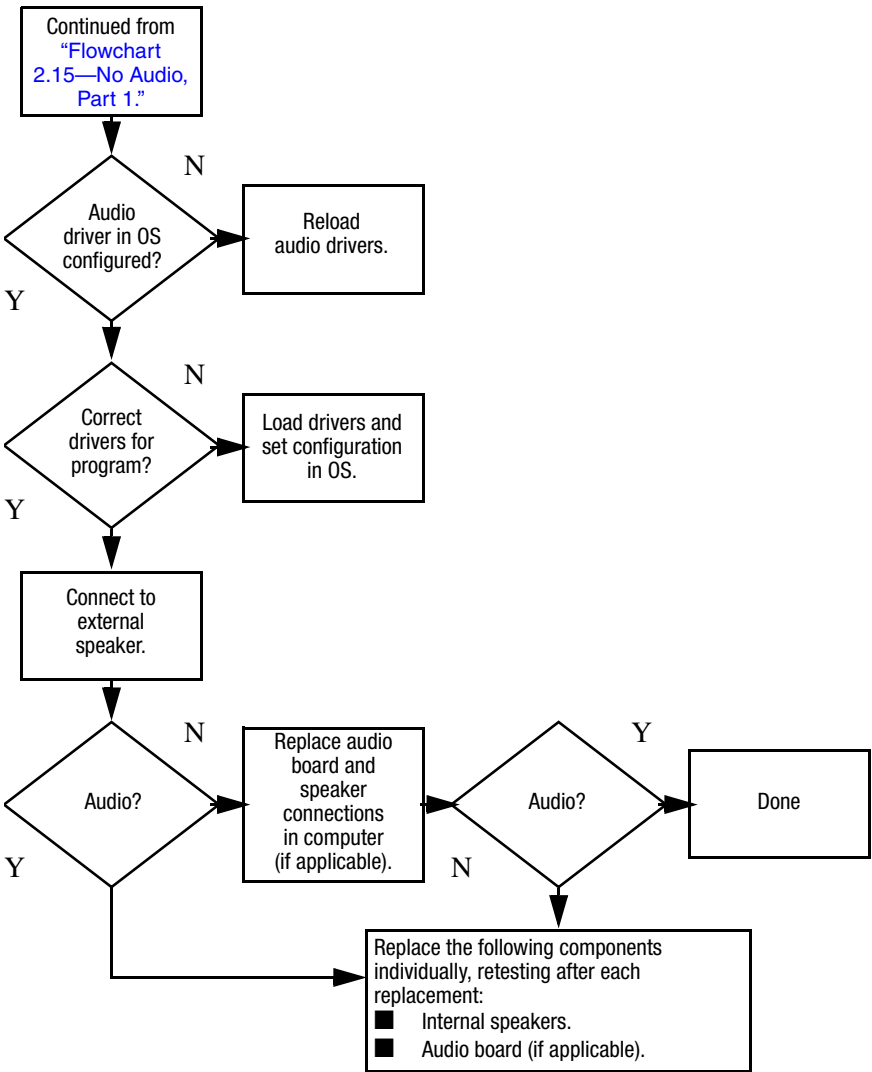 Continued from
“Flowchart
2.15—No Audio,
Part 1.”
N
Audio
driver in OS
configured?
Reload
audio drivers.
Y
N
Correct
drivers for
program?
Load drivers and
set configuration
in OS.
Y
Connect to
external
speaker.
N
Audio?
Y
Replace audio
board and
speaker
connections
in computer
(if applicable).
Audio?
Y
N
Done
Replace the following components
individually, retesting after each
replacement:
■ Internal speakers.
■ Audio board (if applicable).